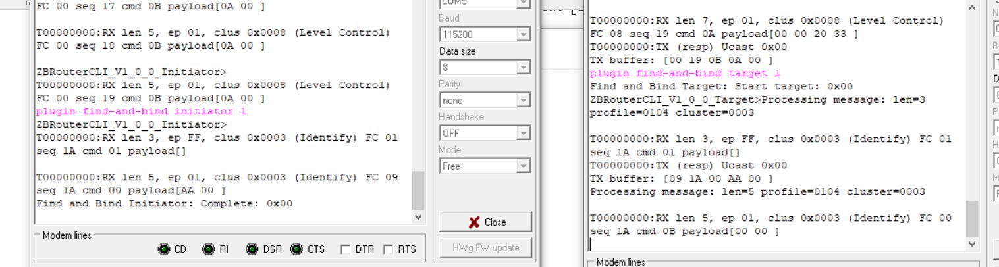 FC 00 seq 17 cmd 0B payload[0A 00 ]
T00000000:RX len 5, ep 01, clus 0x0008 (Level Control)
FC 00 seq 18 cmd 0B payload[0A 00 ]
ZBRouterCLI_V1_0_0_Initiator>
T00000000:RX len 5, ep 01, clus 0x0008 (Level Control)
FC 00 seq 19 cmd 0B payload[0A 00 ]
plugin find-and-bind initiator 1
ZBRouterCLI_V1_0_0_Initiator>
T00000000:RX len 3, ep FF, clus 0x0003 (Identify) FC 01
seq 1A cmd 01 payload[]
T00000000:RX len 5, ep 01, clus 0x0003 (Identify) FC 09
seq 1A cmd 00 payload[AA 00 ]
Find and Bind Initiator: Complete: 0x00
Modem lines
CD RI DSR CTS DTR RTS
COM5
Baud
115200
Data size
8
Parity
none
Handshake
OFF
Mode
Free
Close
HWg FW update
T00000000:RX len 7, ep 01, clus 0x0008 (Level Control)
FC 08 seq 19 cmd 0A payload[00 00 20 33 ]
T00000000:TX (resp) Ucast 0x00
TX buffer: [00 19 0B 0A 00 ]
plugin find-and-bind target 1
Find and Bind Target: Start target: 0x00
ZBRouterCLI_V1_0_0_Target>Processing message: len=3
profile=0104 cluster=0003
T00000000:RX len 3, ep FF, clus 0x0003 (Identify) FC 01
seq 1A cmd 01 payload[]
T00000000:TX (resp) Ucast 0x00
TX buffer: [09 1A 00 AA 00 ]
Processing message: len=5 profile=0104 cluster=0003
T00000000:RX len 5, ep 01, clus 0x0003 (Identify) FC 00
seq 1A cmd 0B payload[00 00 ]
Modem lines